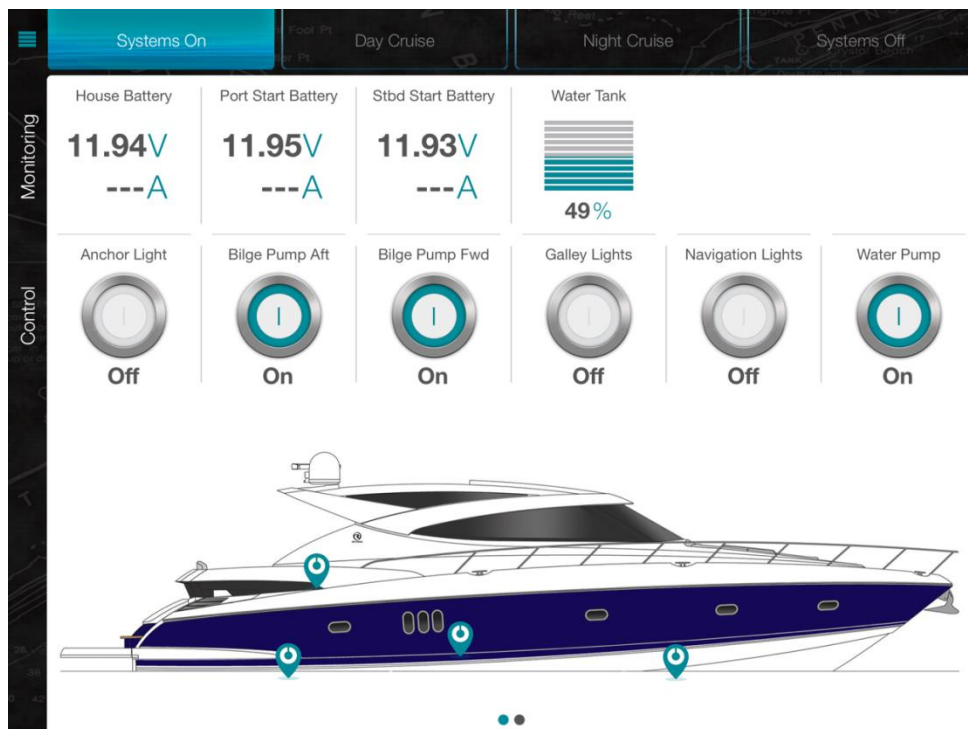 Systems On
Day Cruise
Night Cruise
Systems Off
Monitoring
Control
House Battery
Port Start Battery
Stbd Start Battery
Water Tank
11.94V
11.95V
11.93V
---A
---A
---A
49%
Anchor Light
Bilge Pump Aft
Bilge Pump Fwd
Galley Lights
Navigation Lights
Water Pump
Off
On
On
Off
Off
On